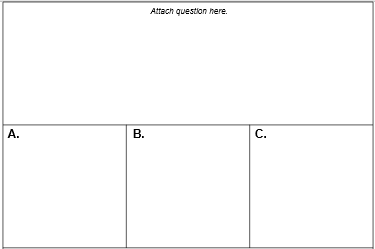 Attach question here.
A.
B.
C.